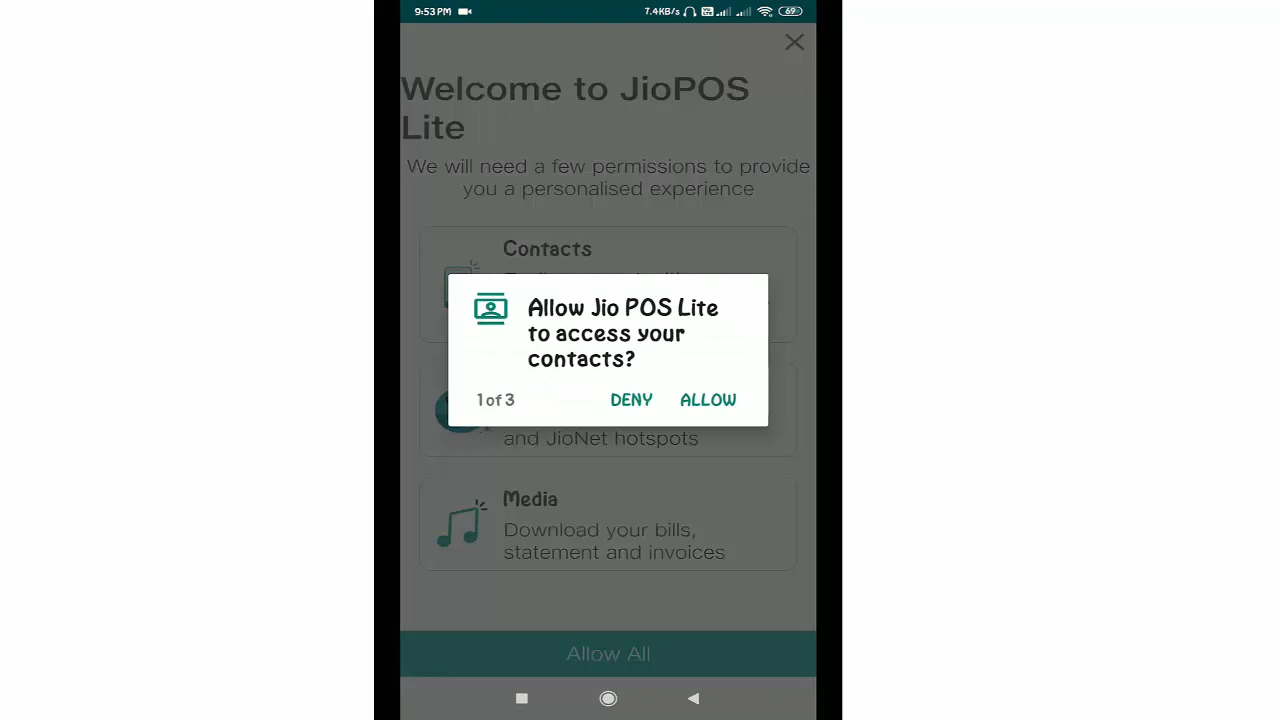 9:53 PM
7.4KB/s
69
Welcome to JioPOS
Lite
We will need a few permissions to provide
you a personalised experience
Contacts
Allow Jio POS Lite
to access your
contacts?
1 of 3
DENY
ALLOW
and JioNet hotspots
Media
Download your bills,
statement and invoices
Allow All